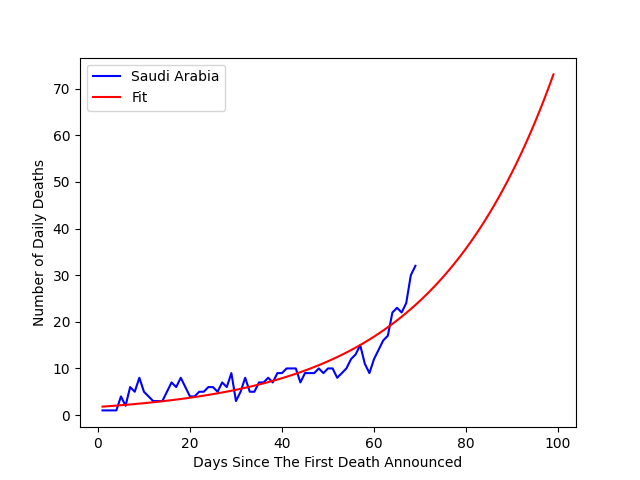 Saudi Arabia
Fit
70
60
50
40
30
20
10
0
Number of Daily Deaths
0 20 40 60 80 100
Days Since The First Death Announced